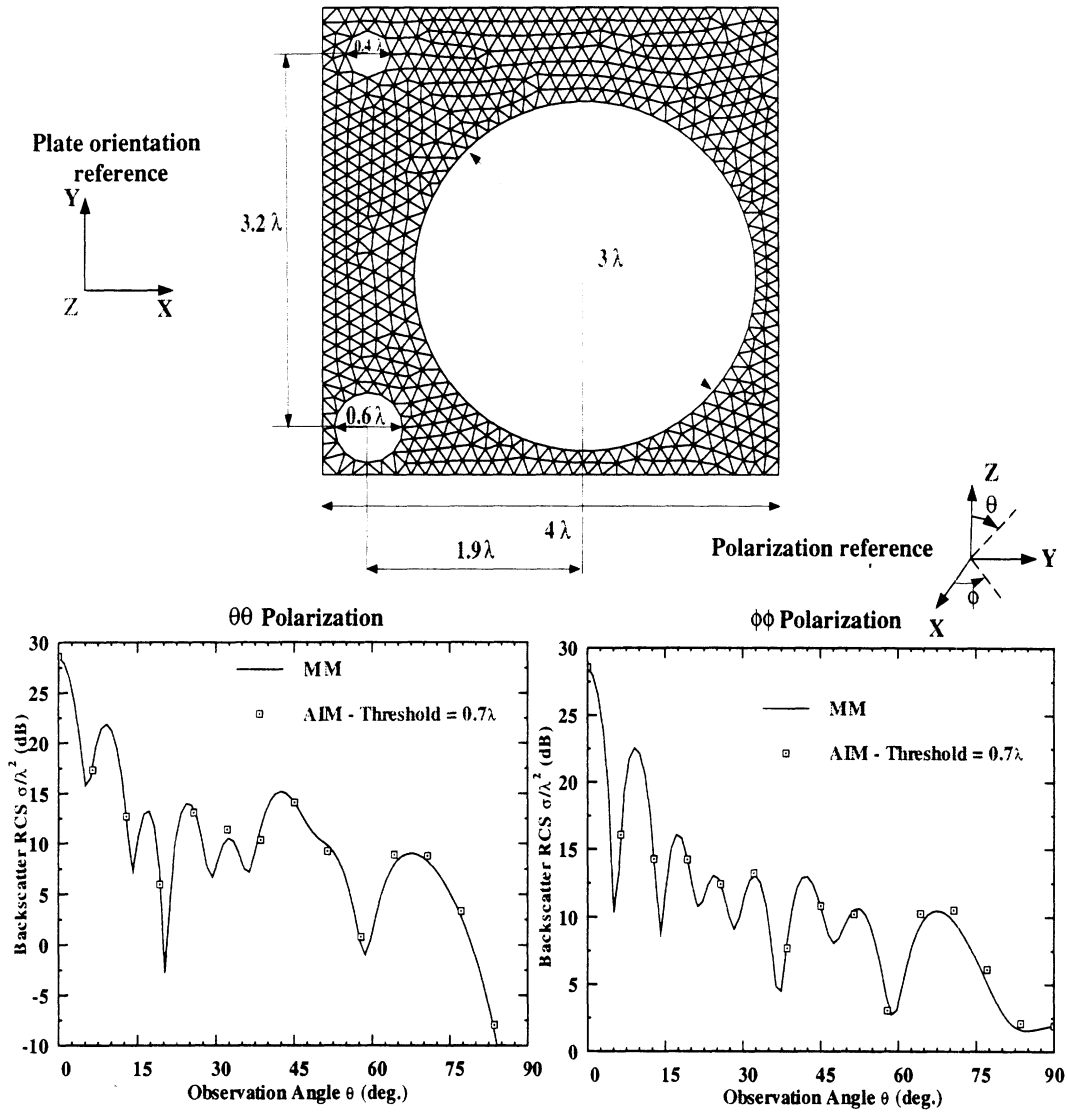 0.4λ
Plate orientation
reference
Y
Z
X
3.2 λ
3 λ
0.6 λ
4 λ
1.9λ
Polarization reference
Z
θ
Y
ϕ
X
θθ Polarization
30
25
20
15
10
5
0
-5
-10
Backscatter RCS σ/λ² (dB)
MM
AIM - Threshold = 0.7λ
0 15 30 45 60 75 90
Observation Angle θ (deg.)
ϕϕ Polarization
30
25
20
15
10
5
0
Backscatter RCS σ/λ² (dB)
MM
AIM - Threshold = 0.7λ
0 15 30 45 60 75 90
Observation Angle θ (deg.)